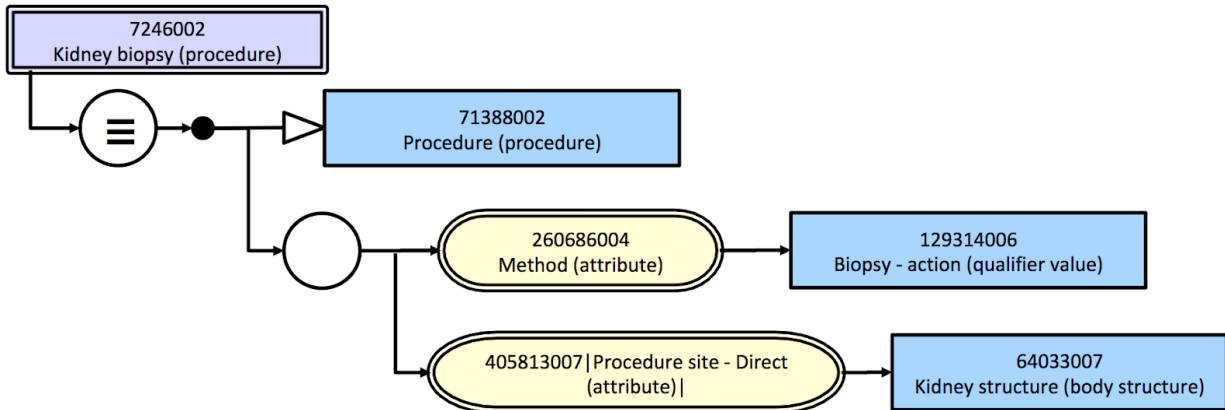 7246002
Kidney biopsy (procedure)
71388002
Procedure (procedure)
260686004
Method (attribute)
129314006
Biopsy - action (qualifier value)
405813007|Procedure site - Direct
(attribute)|
64033007
Kidney structure (body structure)